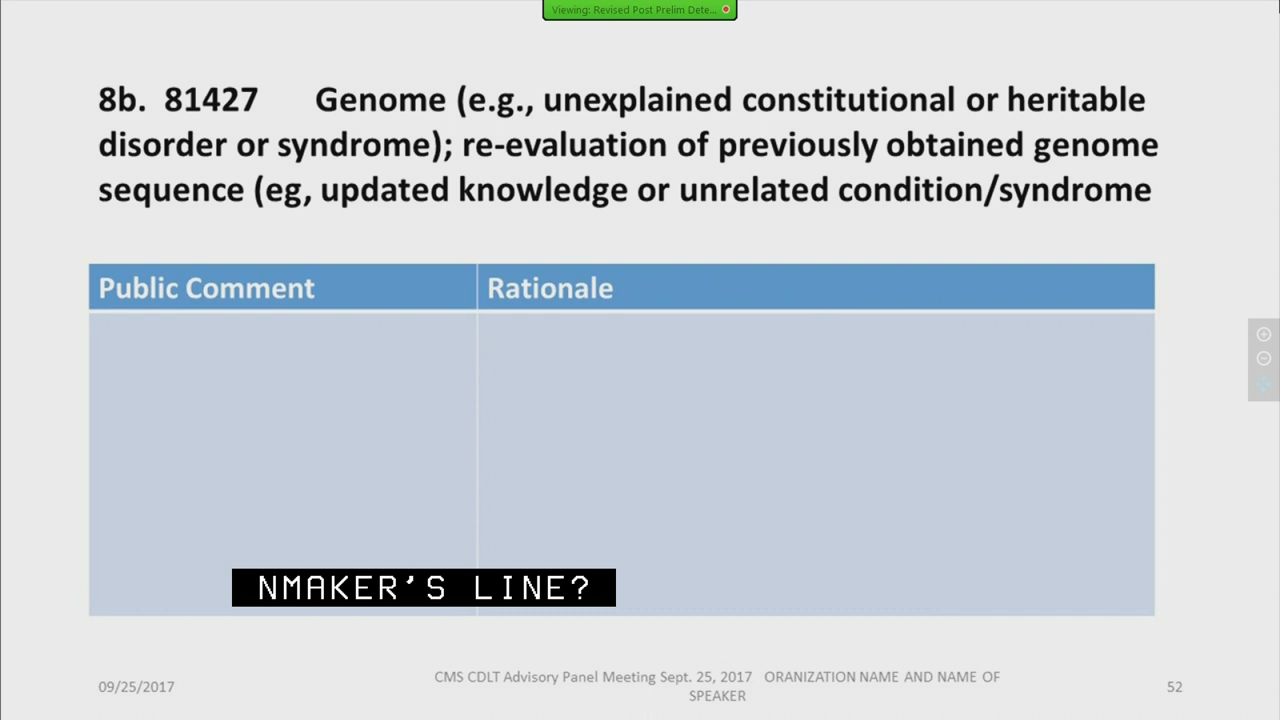 Viewing: Revised Post Prelim Dete...
8b. 81427 Genome (e.g., unexplained constitutional or heritable
disorder or syndrome); re-evaluation of previously obtained genome
sequence (eg, updated knowledge or unrelated condition/syndrome
Public Comment Rationale
NMAKER'S LINE?
09/25/2017
CMS CDLT Advisory Panel Meeting Sept. 25, 2017 ORANIZATION NAME AND NAME OF
SPEAKER
52